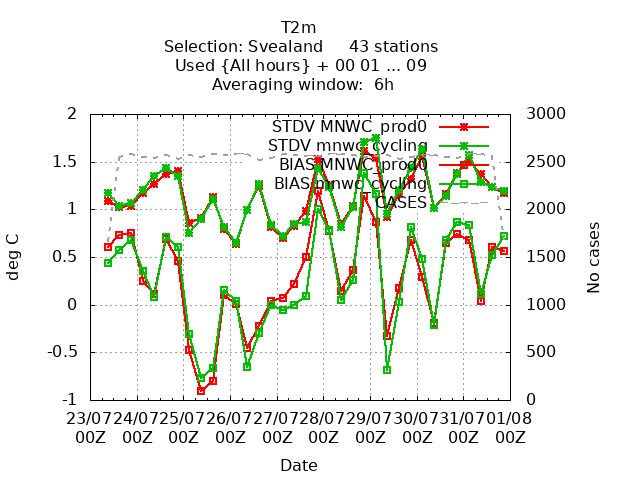 T2m
Selection: Svealand     43 stations
Used {All hours} + 00 01 ... 09
Averaging window:  6h
2
1.5
1
0.5
0
-0.5
-1
deg C
3000
2500
2000
1500
1000
500
0
No cases
STDV MNWC_prod0
STDV mnwc_cycling
BIAS MNWC_prod0
BIAS mnwc_cycling
CASES
23/07 24/07 25/07 26/07 27/07 28/07 29/07 30/07 31/07 01/08
00Z 00Z 00Z 00Z 00Z 00Z 00Z 00Z 00Z 00Z
Date